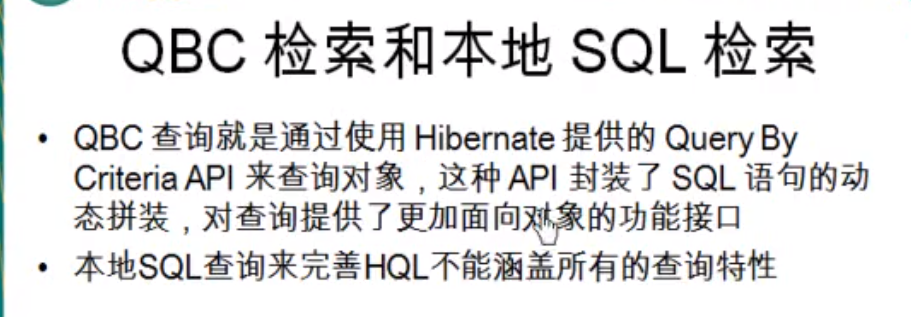 QBC 检索和本地 SQL 检索
• QBC 查询就是通过使用 Hibernate 提供的 Query By
Criteria API 来查询对象，这种 API 封装了 SQL 语句的动
态拼装，对查询提供了更加面向对象的功能接口
• 本地SQL查询来完善HQL不能涵盖所有的查询特性